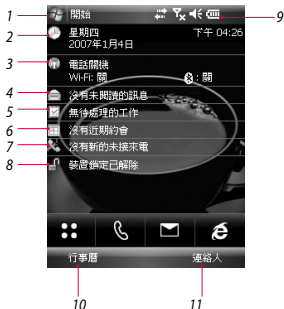 1 開始 9
2 星期四 下午 04:26
2007年1月4日
3 電話關機
Wi-Fi: 關 : 關
4 沒有未閱讀的訊息
5 無待處理的工作
6 沒有近期約會
7 沒有新的未接來電
8 裝置鎖定已解除
行事曆 連絡人
10 11